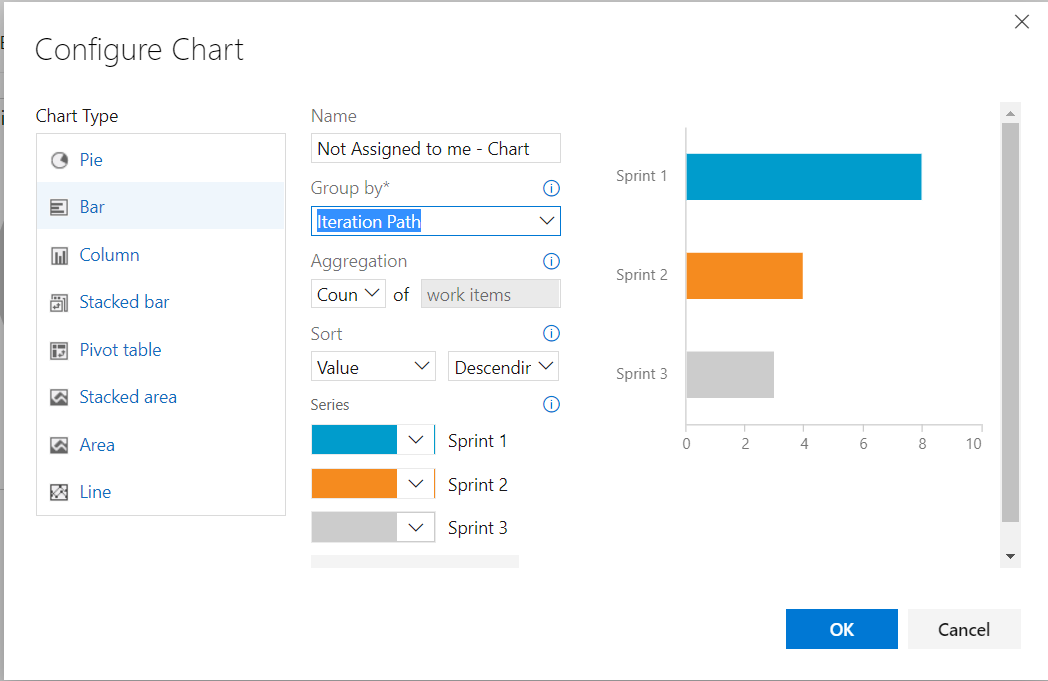 Configure Chart
Chart Type
Pie
Bar
Column
Stacked bar
Pivot table
Stacked area
Area
Line
Name
Not Assigned to me - Chart
Group by*
Iteration Path
Aggregation
Coun of work items
Sort
Value Descendir
Series
Sprint 1
Sprint 2
Sprint 3
Sprint 1
Sprint 2
Sprint 3
0 2 4 6 8 10
OK Cancel